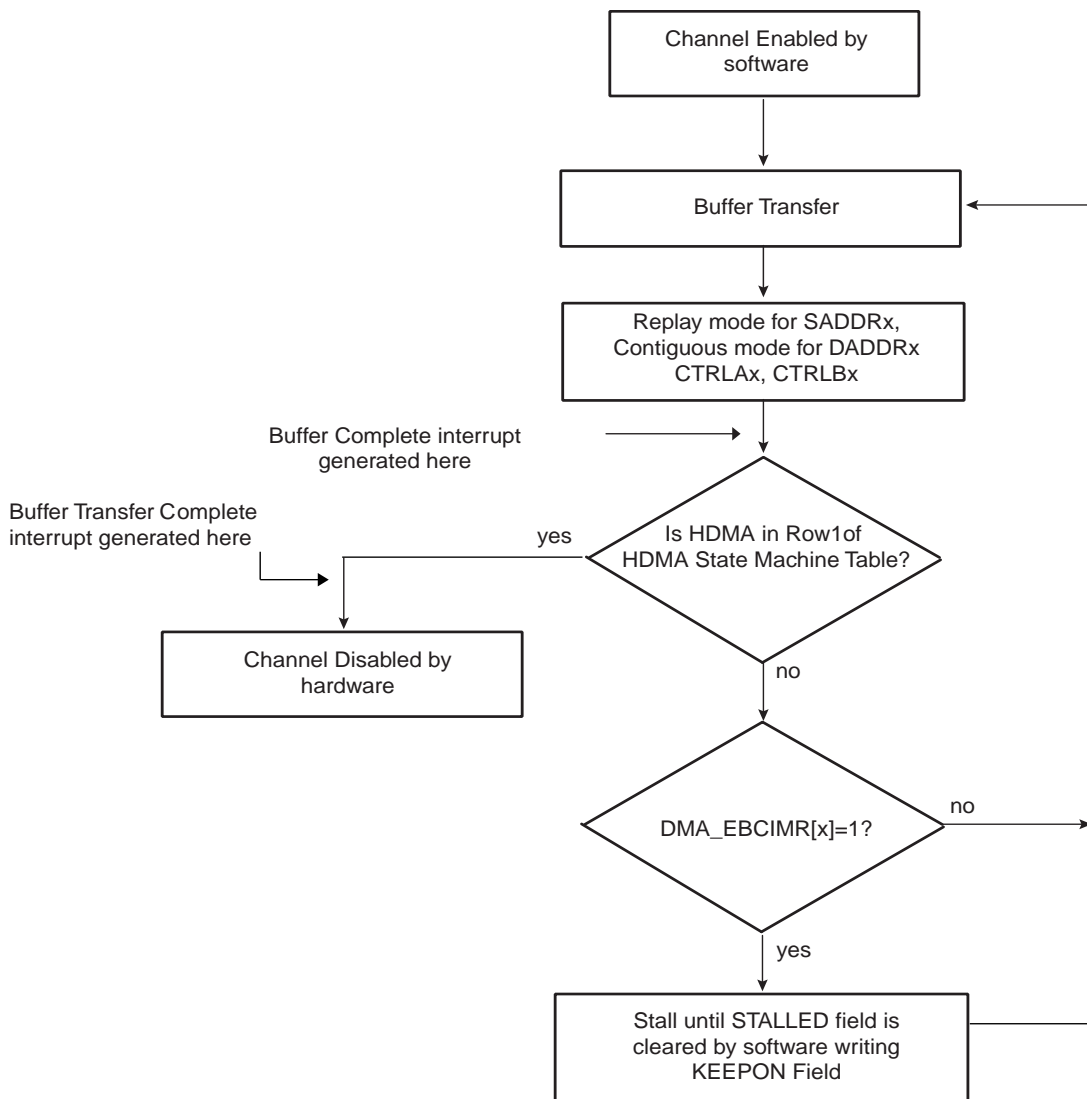 Channel Enabled by
software
Buffer Transfer
Replay mode for SADDRx,
Contiguous mode for DADDRx
CTRLAx, CTRLBx
Buffer Complete interrupt
generated here
Buffer Transfer Complete
interrupt generated here
yes
Is HDMA in Row1of
HDMA State Machine Table?
Channel Disabled by
hardware
no
no
DMA_EBCIMR[x]=1?
yes
Stall until STALLED field is
cleared by software writing
KEEPON Field